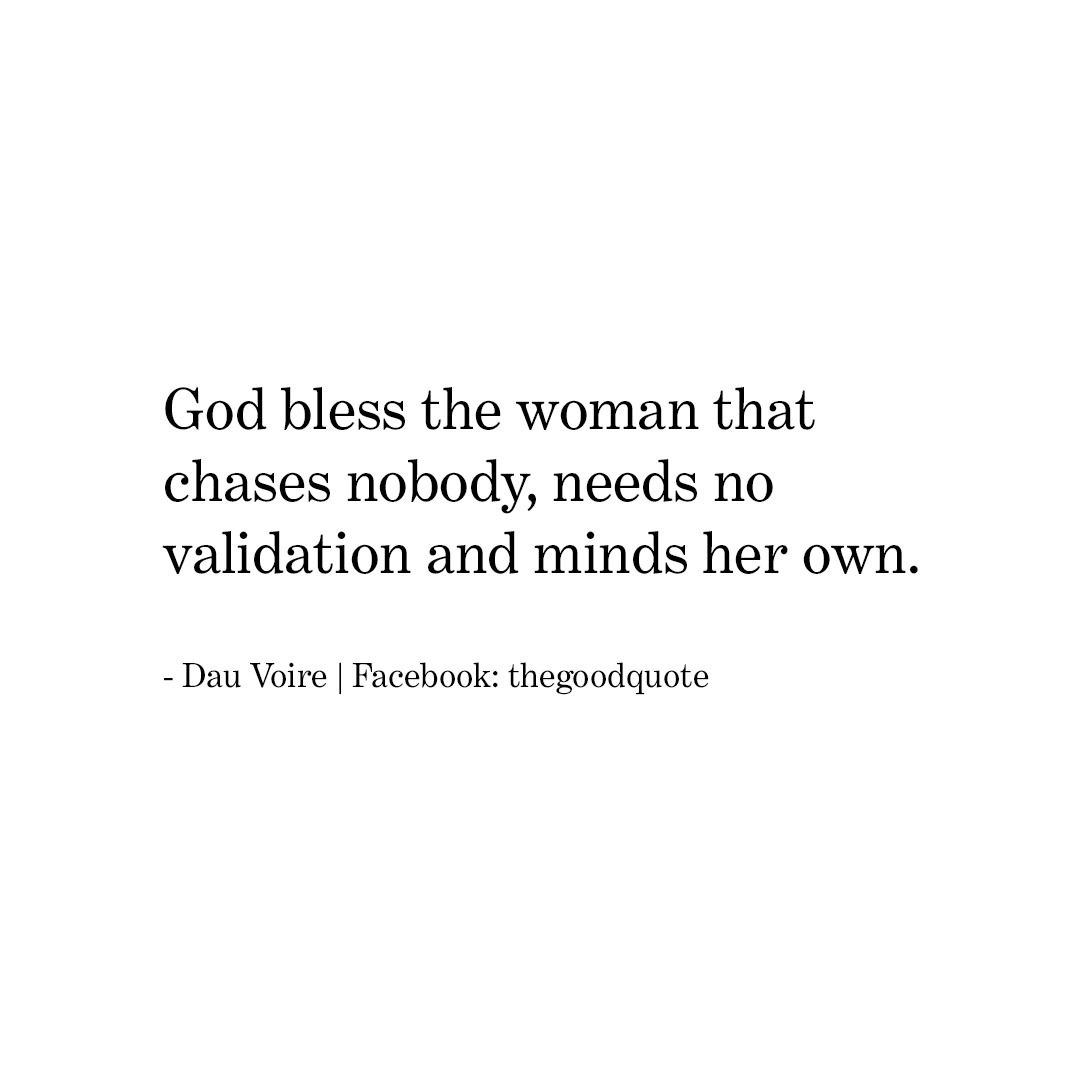 God bless the woman that
chases nobody, needs no
validation and minds her own.
- Dau Voire | Facebook: thegoodquote